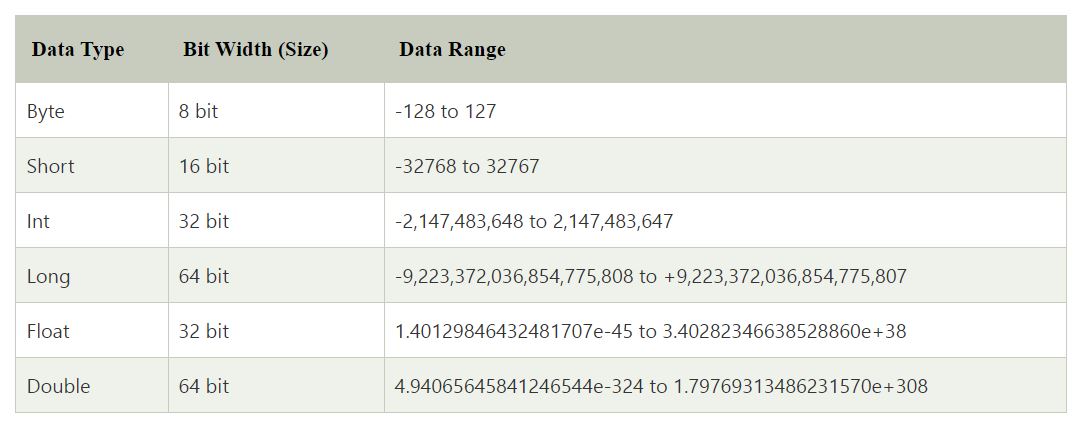 Data Type Bit Width (Size) Data Range
Byte 8 bit -128 to 127
Short 16 bit -32768 to 32767
Int 32 bit -2,147,483,648 to 2,147,483,647
Long 64 bit -9,223,372,036,854,775,808 to +9,223,372,036,854,775,807
Float 32 bit 1.40129846432481707e-45 to 3.40282346638528860e+38
Double 64 bit 4.94065645841246544e-324 to 1.79769313486231570e+308